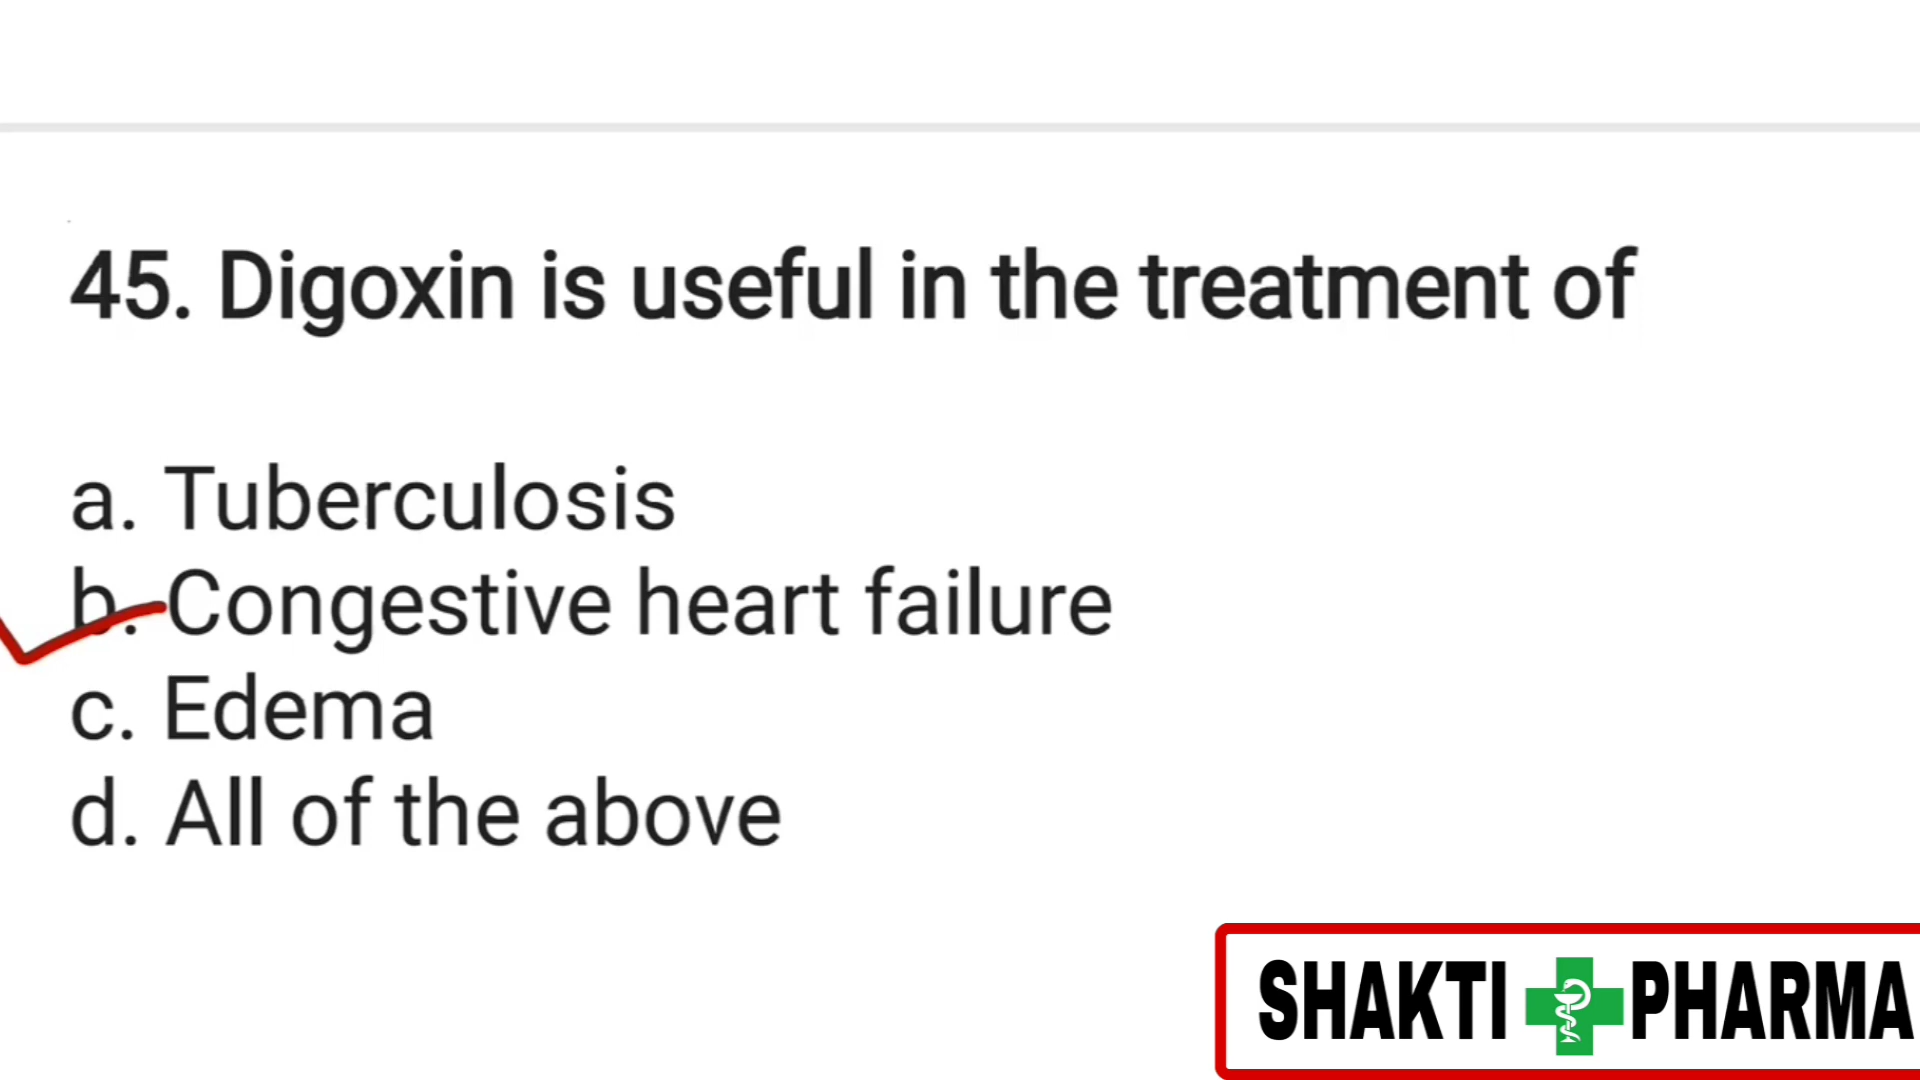 45. Digoxin is useful in the treatment of
a. Tuberculosis
b. Congestive heart failure
c. Edema
d. All of the above
SHAKTI PHARMA